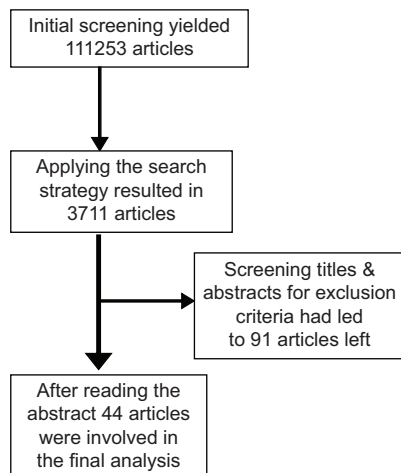 Initial screening yielded
111253 articles
Applying the search
strategy resulted in
3711 articles
Screening titles &
abstracts for exclusion
criteria had led
to 91 articles left
After reading the
abstract 44 articles
were involved in
the final analysis